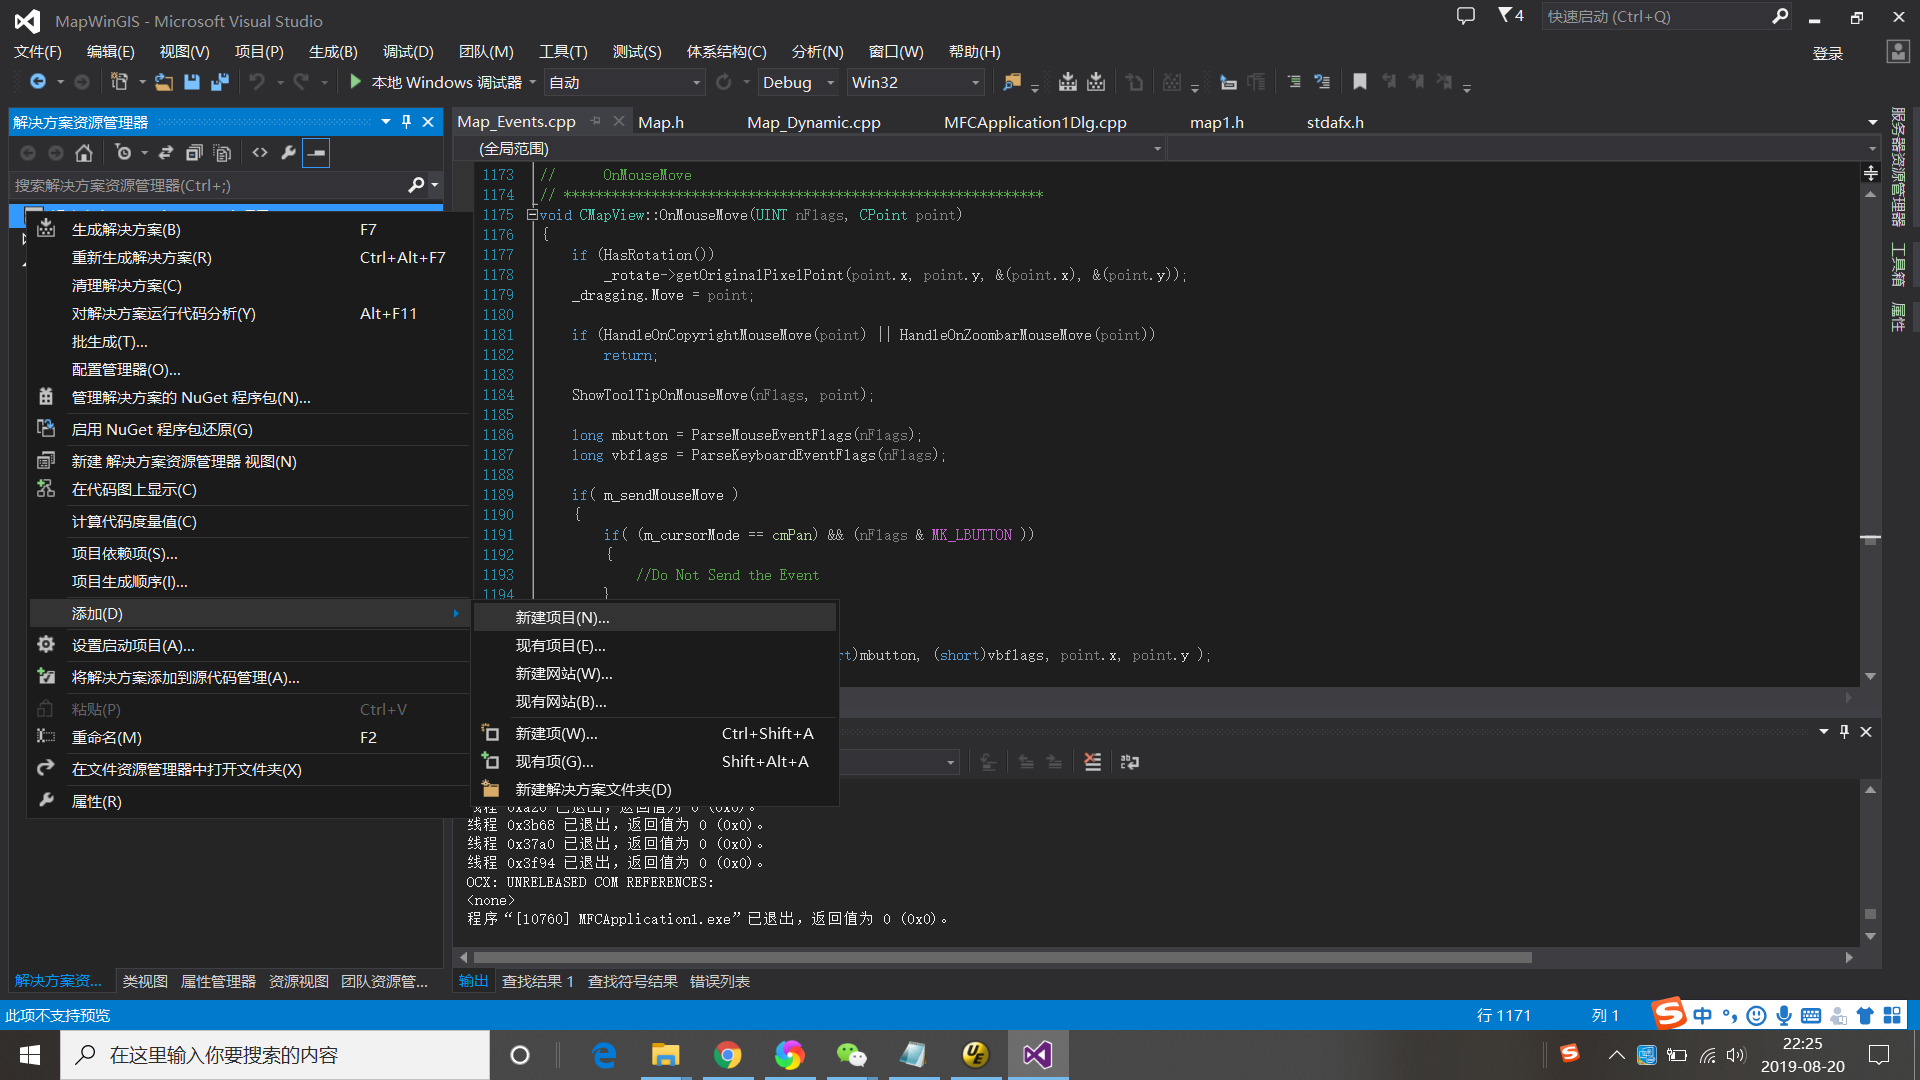 MapWinGIS - Microsoft Visual Studio
4
快速启动 (Ctrl+Q)
文件(F) 编辑(E) 视图(V) 项目(P) 生成(B) 调试(D) 团队(M) 工具(T) 测试(S) 体系结构(C) 分析(N) 窗口(W) 帮助(H)
登录
本地 Windows 调试器 自动 Debug Win32
解决方案资源管理器
搜索解决方案资源管理器(Ctrl+;)
Map_Events.cpp Map.h Map_Dynamic.cpp MFCApplication1Dlg.cpp map1.h stdafx.h
(全局范围)
服务器资源管理器
工具箱
属性
生成解决方案(B) F7
重新生成解决方案(R) Ctrl+Alt+F7
清理解决方案(C)
对解决方案运行代码分析(Y) Alt+F11
批生成(T)...
配置管理器(O)...
管理解决方案的 NuGet 程序包(N)...
启用 NuGet 程序包还原(G)
新建 解决方案资源管理器 视图(N)
在代码图上显示(C)
计算代码度量值(C)
项目依赖项(S)...
项目生成顺序(I)...
添加(D)
设置启动项目(A)...
将解决方案添加到源代码管理(A)...
粘贴(P) Ctrl+V
重命名(M) F2
在文件资源管理器中打开文件夹(X)
属性(R)
新建项目(N)...
现有项目(E)...
新建网站(W)...
现有网站(B)...
新建项(W)... Ctrl+Shift+A
现有项(G)... Shift+Alt+A
新建解决方案文件夹(D)
1173 // OnMouseMove
1174 // ************************************************************
1175 void CMapView::OnMouseMove(UINT nFlags, CPoint point)
1176 {
1177 if (HasRotation())
1178 _rotate->getOriginalPixelPoint(point.x, point.y, &(point.x), &(point.y));
1179 _dragging.Move = point;
1180
1181 if (HandleOnCopyrightMouseMove(point) || HandleOnZoombarMouseMove(point))
1182 return;
1183
1184 ShowToolTipOnMouseMove(nFlags, point);
1185
1186 long mbutton = ParseMouseEventFlags(nFlags);
1187 long vbflags = ParseKeyboardEventFlags(nFlags);
1188
1189 if( m_sendMouseMove )
1190 {
1191 if( (m_cursorMode == cmPan) && (nFlags & MK_LBUTTON ))
1192 {
1193 //Do Not Send the Event
1194 }
rt)mbutton, (short)vbflags, point.x, point.y );
线程 0xa20 已退出，返回值为 0 (0x0)。
线程 0x3b68 已退出，返回值为 0 (0x0)。
线程 0x37a0 已退出，返回值为 0 (0x0)。
线程 0x3f94 已退出，返回值为 0 (0x0)。
OCX: UNRELEASED COM REFERENCES:
<none>
程序“[10760] MFCApplication1.exe”已退出，返回值为 0 (0x0)。
解决方案资... 类视图 属性管理器 资源视图 团队资源管...
输出 查找结果 1 查找符号结果 错误列表
此项不支持预览
行 1171 列 1
中
在这里输入你要搜索的内容
22:25
2019-08-20